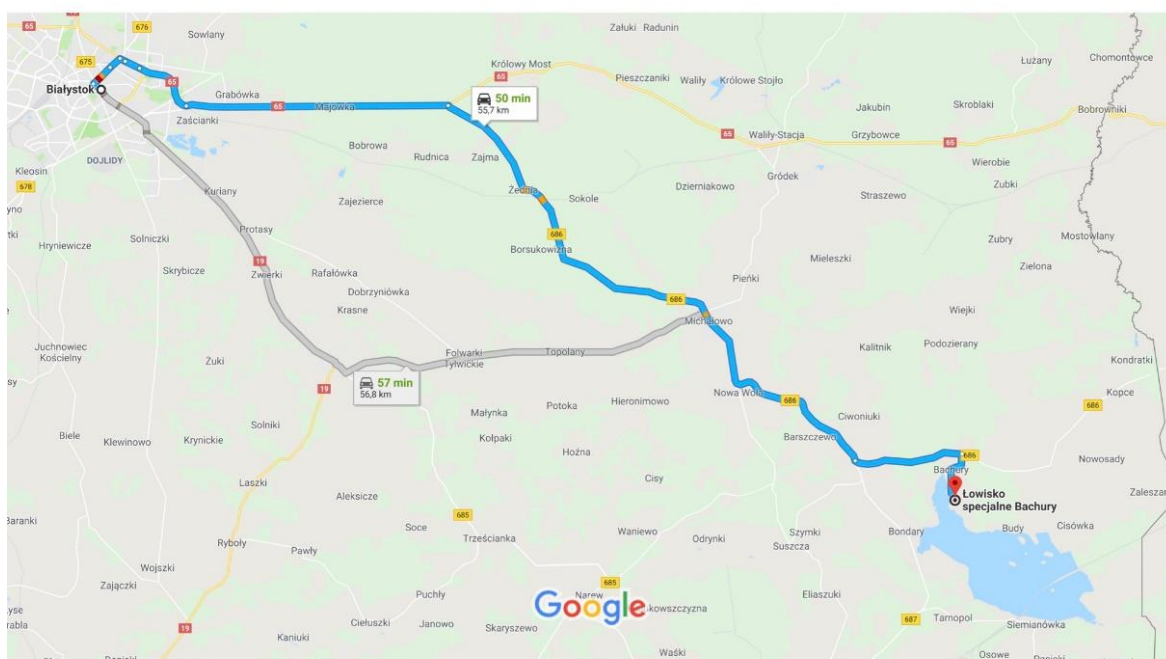 65
676
Sowlany
Załuki
Radunin
Łużany
Chomontowce
675
Królowy Most
65
Pieszczaniki
Waliły
Królowe Stojło
Białystok
65
Grabówka
65
Majówka
50 min
55,7 km
Jakubin
Skroblaki
Bobrowniki
Zaścianki
Waliły-Stacja
Grzybowce
65
DOJLIDY
Bobrowa
Rudnica
Zajma
Wierobie
Kleosin
678
Gródek
Kuriany
Zajezierce
Żednia
Sokole
Dzierniakowo
Straszewo
Zubki
Hryniewicze
Solniczki
Protasy
686
Borsukowizna
Zubry
Mostowlany
Mieleszki
Zielona
Skrybicze
19
Zwierki
Rafałówka
Pieńki
Dobrzyniówka
Krasne
686
Michałowo
Wiejki
Juchnowiec
Kościelny
Żuki
Folwarki
Tylwickie
Topolany
Kalitnik
Podozierany
Kondratki
57 min
56,8 km
19
Nowa Wola
686
Kopce
686
Małynka
Potoka
Hieronimowo
Ciwoniuki
Biele
Klewinowo
Krynickie
Solniki
Kołpaki
Barszczewo
Hoźna
686
Nowosady
Laszki
Cisy
Bachury
Łowisko
specjalne Bachury
Aleksicze
685
Soce
Trześcianka
Waniewo
Odrynki
Szymki
Suszcza
Bondary
Budy
Cisówka
Baranki
Ryboły
Pawły
Wojszki
Zajączki
Puchły
685
Narew
Eliaszuki
Google
19
Ciełuszki
Janowo
Skaryszewo
687
Tarnopol
Siemianówka
Kaniuki
Waśki
Osowe